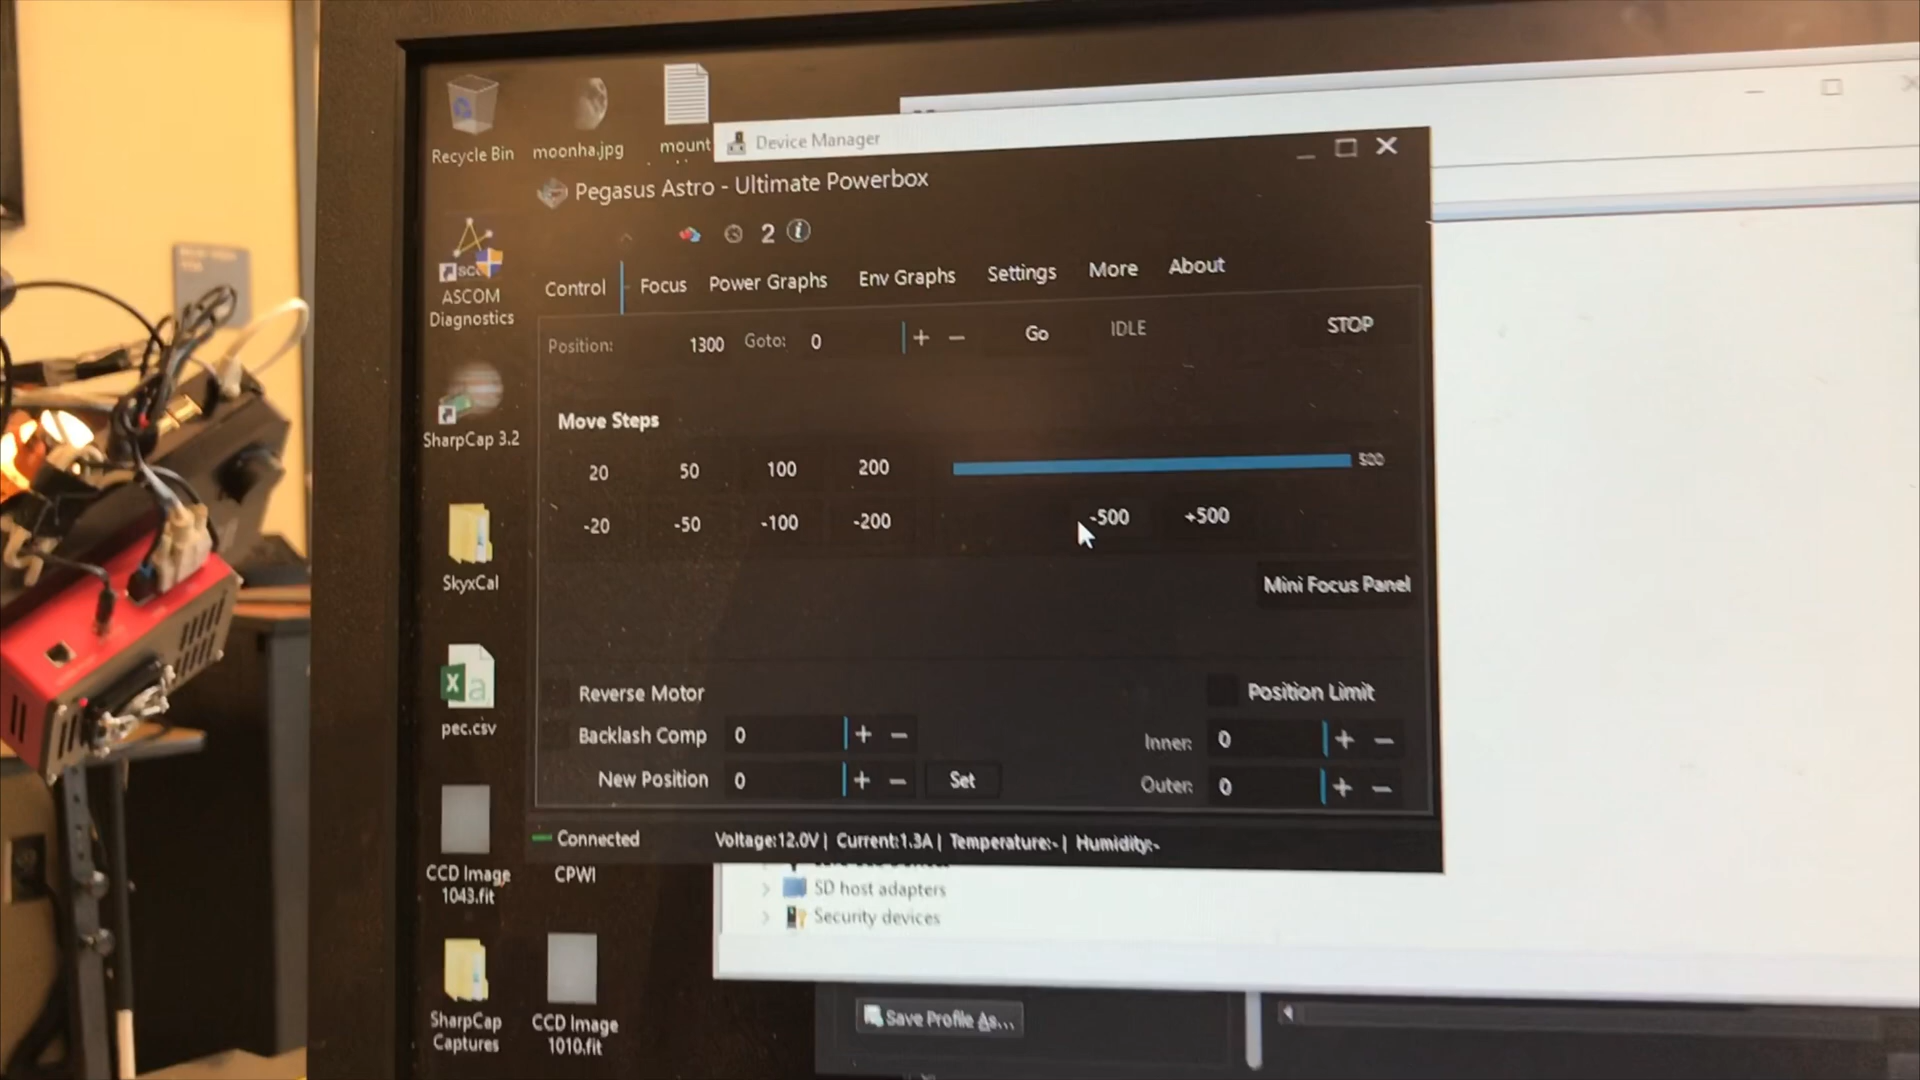 Recycle Bin
moonha.jpg
mount
Device Manager
Pegasus Astro - Ultimate Powerbox
2
Control
Focus
Power Graphs
Env Graphs
Settings
More
About
ASCOM
Diagnostics
Position:
1300
Goto:
0
+
−
Go
IDLE
STOP
SharpCap 3.2
Move Steps
20
50
100
200
500
-20
-50
-100
-200
-500
+500
SkyxCal
Mini Focus Panel
pec.csv
Reverse Motor
Position Limit
Backlash Comp
0
+
−
Inner:
0
+
−
New Position
0
+
−
Set
Outer:
0
+
−
Connected
Voltage:12.0V | Current:1.3A | Temperature:- | Humidity:-
CCD Image
1043.fit
CPWI
SD host adapters
Security devices
SharpCap
Captures
CCD Image
1010.fit
Save Profile As...